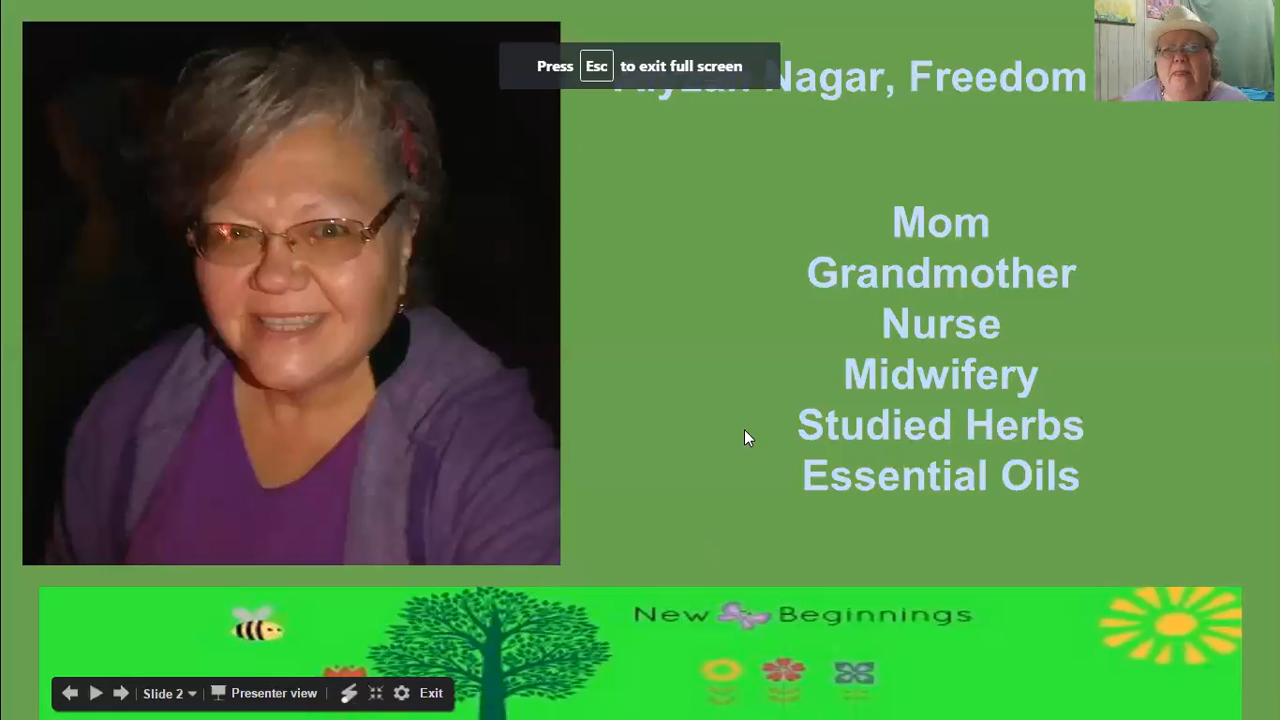 Press Esc to exit full screen
Nagar, Freedom
Mom
Grandmother
Nurse
Midwifery
Studied Herbs
Essential Oils
New Beginnings
Slide 2
Presenter view
Exit